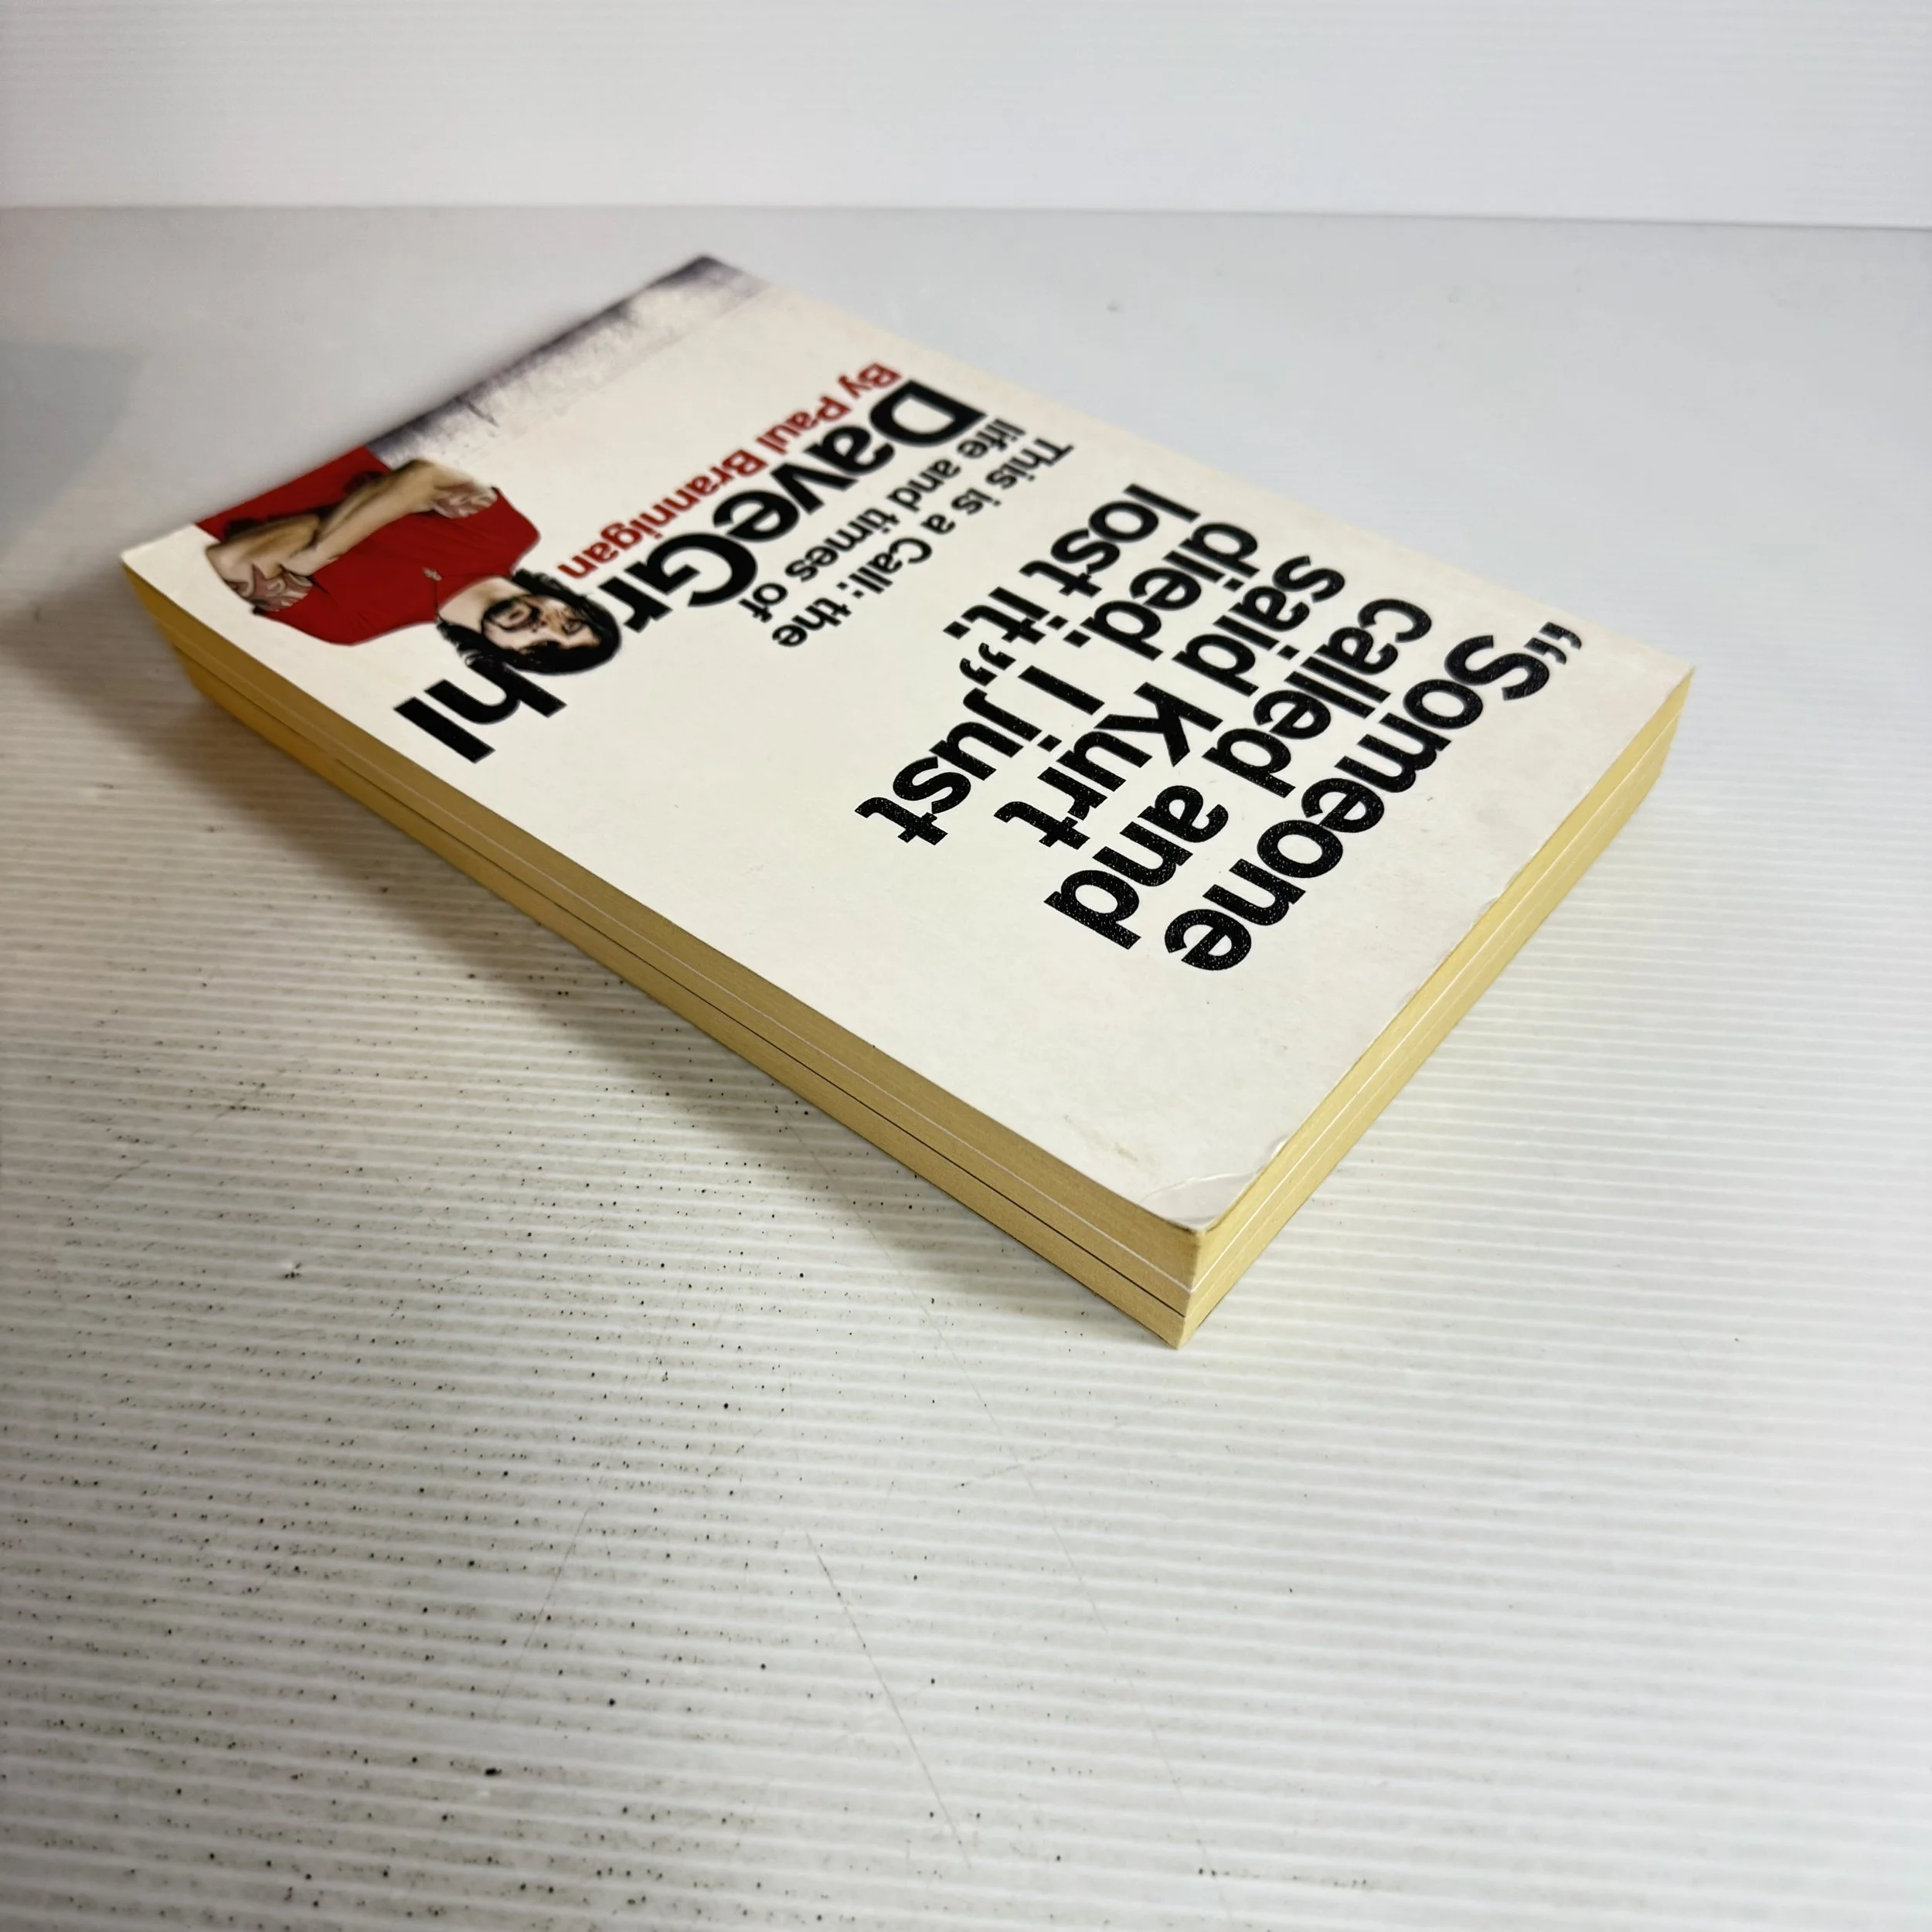 “Someone
called and
said Kurt
died. I just
lost it.”
This is a Call: the
life and times of
DaveGrohl
By Paul Brannigan